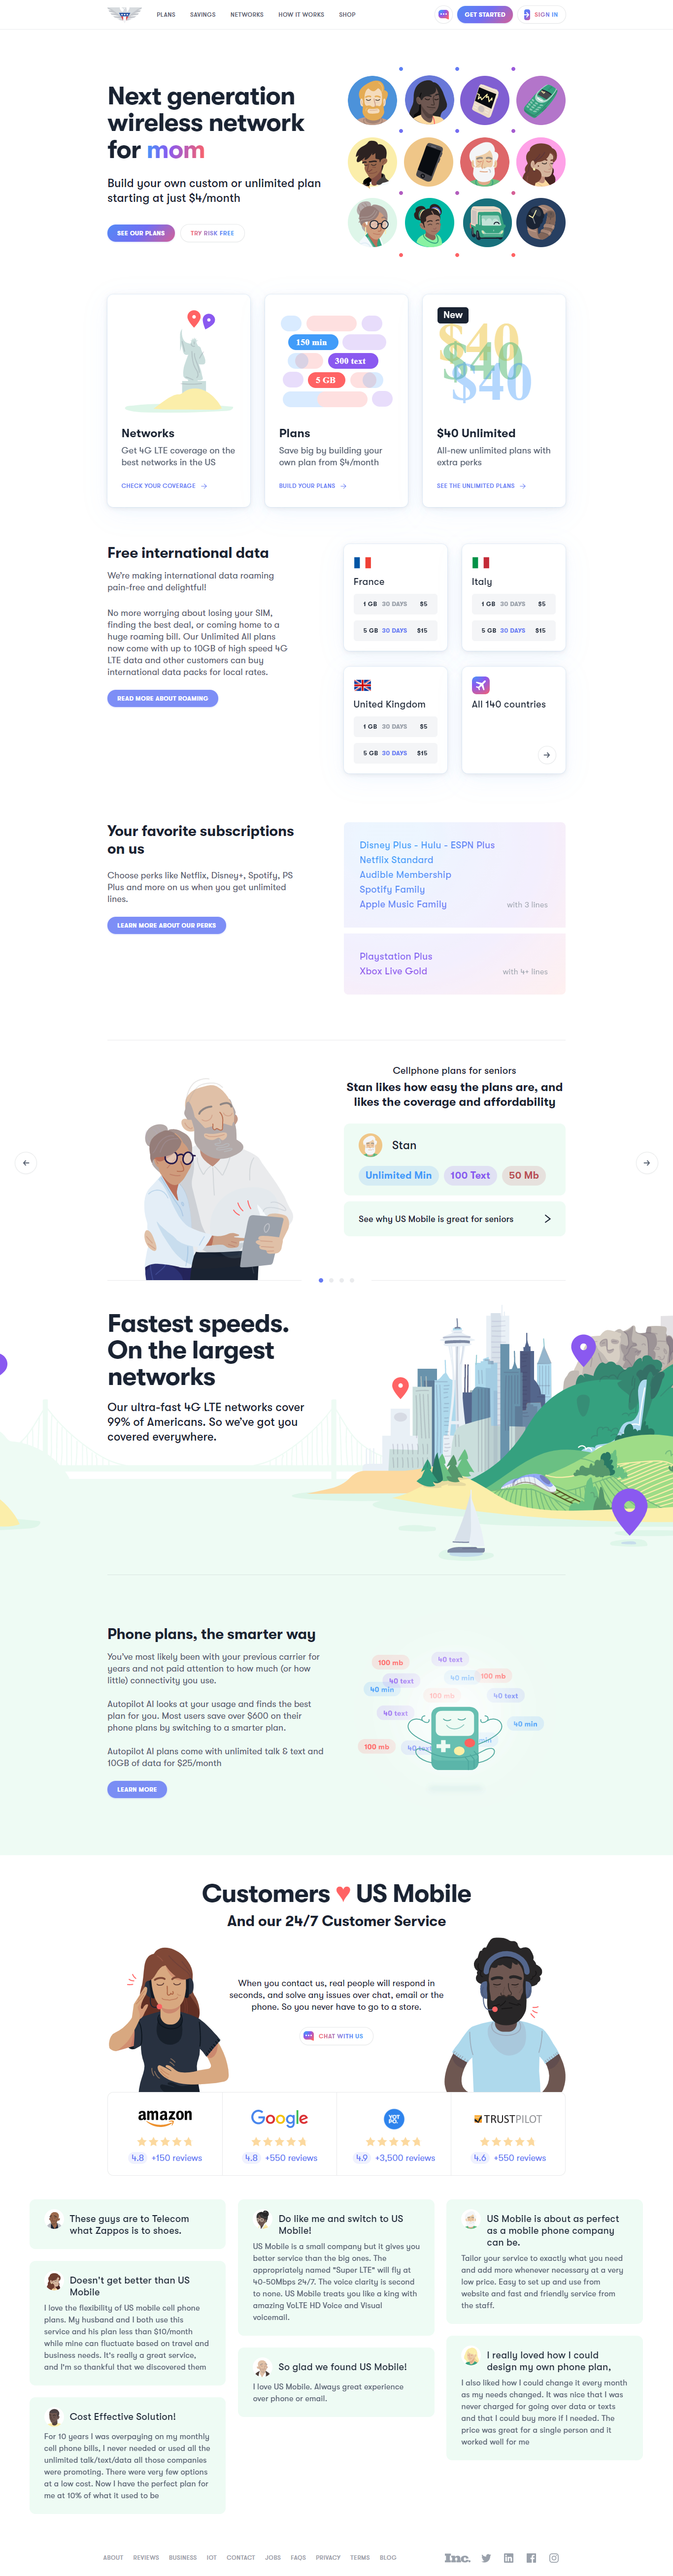 PLANS SAVINGS NETWORKS HOW IT WORKS SHOP GET STARTED SIGN IN
Next generation
wireless network
for mom
Build your own custom or unlimited plan
starting at just $4/month
SEE OUR PLANS TRY RISK FREE
150 min
300 text
5 GB
New
$40
$40
$40
Networks
Get 4G LTE coverage on the
best networks in the US
CHECK YOUR COVERAGE
Plans
Save big by building your
own plan from $4/month
BUILD YOUR PLANS
$40 Unlimited
All-new unlimited plans with
extra perks
SEE THE UNLIMITED PLANS
Free international data
We're making international data roaming
pain-free and delightful!
No more worrying about losing your SIM,
finding the best deal, or coming home to a
huge roaming bill. Our Unlimited All plans
now come with up to 10GB of high speed 4G
LTE data and other customers can buy
international data packs for local rates.
READ MORE ABOUT ROAMING
France
1 GB 30 DAYS $5
5 GB 30 DAYS $15
Italy
1 GB 30 DAYS $5
5 GB 30 DAYS $15
United Kingdom
1 GB 30 DAYS $5
5 GB 30 DAYS $15
All 140 countries
Your favorite subscriptions
on us
Choose perks like Netflix, Disney+, Spotify, PS
Plus and more on us when you get unlimited
lines.
LEARN MORE ABOUT OUR PERKS
Disney Plus - Hulu - ESPN Plus
Netflix Standard
Audible Membership
Spotify Family
Apple Music Family with 3 lines
Playstation Plus
Xbox Live Gold with 4+ lines
Cellphone plans for seniors
Stan likes how easy the plans are, and
likes the coverage and affordability
Stan
Unlimited Min 100 Text 50 Mb
See why US Mobile is great for seniors
Fastest speeds.
On the largest
networks
Our ultra-fast 4G LTE networks cover
99% of Americans. So we've got you
covered everywhere.
Phone plans, the smarter way
You've most likely been with your previous carrier for
years and not paid attention to how much (or how
little) connectivity you use.
Autopilot AI looks at your usage and finds the best
plan for you. Most users save over $600 on their
phone plans by switching to a smarter plan.
Autopilot AI plans come with unlimited talk & text and
10GB of data for $25/month
LEARN MORE
40 text
100 mb
40 text
40 min
100 mb
40 min
100 mb
40 text
40 text
40 min
100 mb
40 text
Customers ♥ US Mobile
And our 24/7 Customer Service
When you contact us, real people will respond in
seconds, and solve any issues over chat, email or the
phone. So you never have to go to a store.
CHAT WITH US
amazon
4.8 +150 reviews
Google
4.8 +550 reviews
YOT
PO.
4.9 +3,500 reviews
TRUSTPILOT
4.6 +550 reviews
These guys are to Telecom
what Zappos is to shoes.
Doesn't get better than US
Mobile
I love the flexibility of US mobile cell phone
plans. My husband and I both use this
service and his plan less than $10/month
while mine can fluctuate based on travel and
business needs. It's really a great service,
and I'm so thankful that we discovered them
Cost Effective Solution!
For 10 years I was overpaying on my monthly
cell phone bills, I never needed or used all the
unlimited talk/text/data all those companies
were promoting. There were very few options
at a low cost. Now I have the perfect plan for
me at 10% of what it used to be
Do like me and switch to US
Mobile!
US Mobile is a small company but it gives you
better service than the big ones. The
appropriately named "Super LTE" will fly at
40-50Mbps 24/7. The voice clarity is second
to none. US Mobile treats you like a king with
amazing VoLTE HD Voice and Visual
voicemail.
So glad we found US Mobile!
I love US Mobile. Always great experience
over phone or email.
US Mobile is about as perfect
as a mobile phone company
can be.
Tailor your service to exactly what you need
and add more whenever necessary at a very
low price. Easy to set up and use from
website and fast and friendly service from
the staff.
I really loved how I could
design my own phone plan,
I also liked how I could change it every month
as my needs changed. It was nice that I was
never charged for going over data or texts
and that I could buy more if I needed. The
price was great for a single person and it
worked well for me
ABOUT REVIEWS BUSINESS IOT CONTACT JOBS FAQS PRIVACY TERMS BLOG Inc.